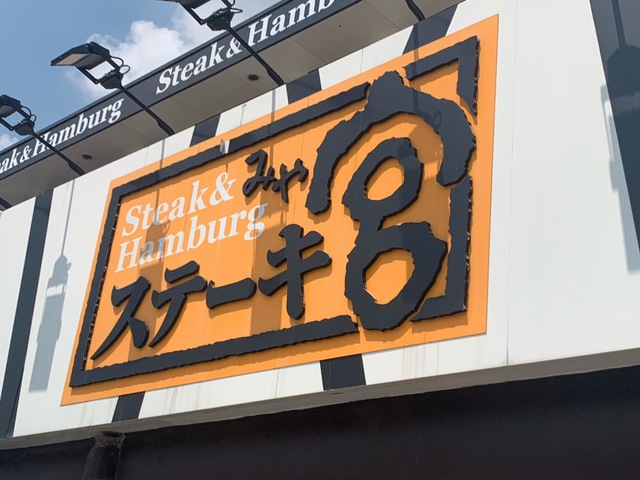 Steak & Hamburg
Steak & Hamburg
Steak &
Hamburg
みや
宮
ステーキ